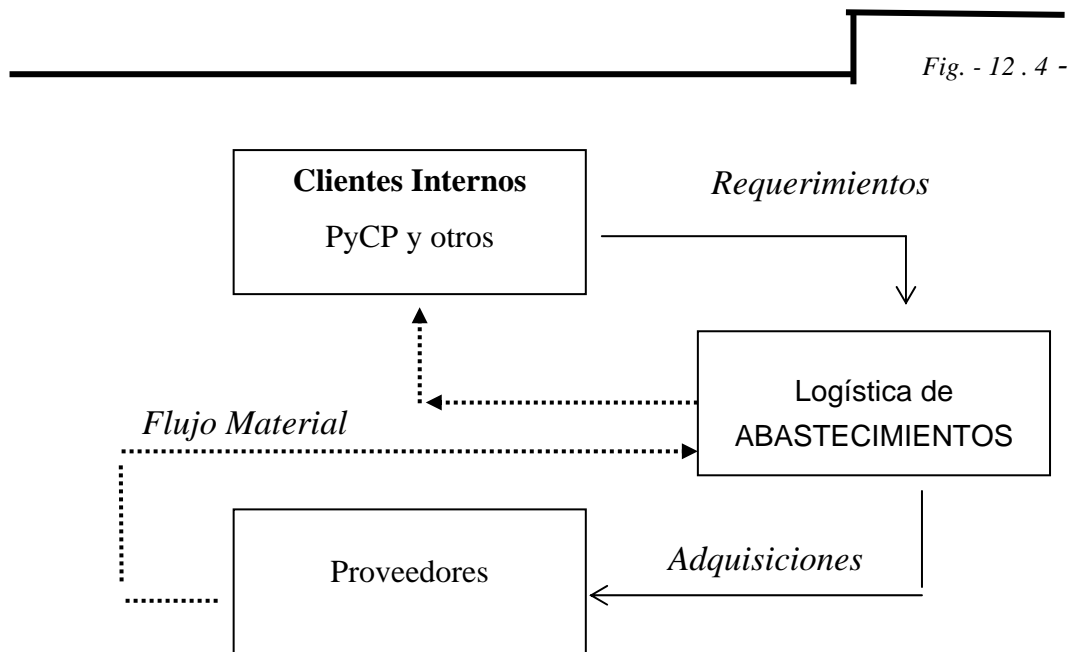 Fig. - 12 . 4 -
Clientes Internos
PyCP y otros
Requerimientos
Logística de
ABASTECIMIENTOS
Flujo Material
Proveedores
Adquisiciones